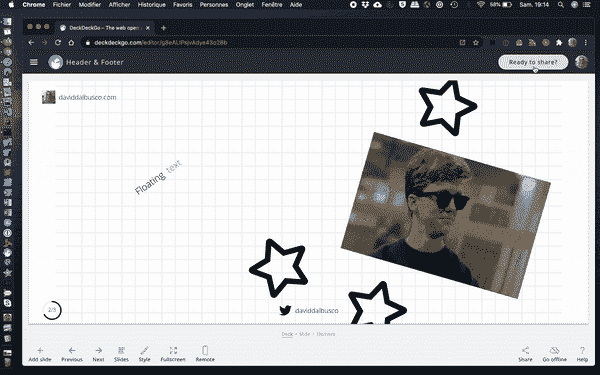 Chrome Fichier Modifier Afficher Historique Favoris Personnes Onglet Fenêtre Aide 58% Sam. 19:14
DeckDeckGo - The web open
deckdeckgo.com/editor/
Header & Footer Ready to share?
daviddalbusco.com
Floating text
daviddalbusco
2/3
Deck • Slide • Element
Add slide Previous Next Slides Style Fullscreen Remote Share Go offline Help